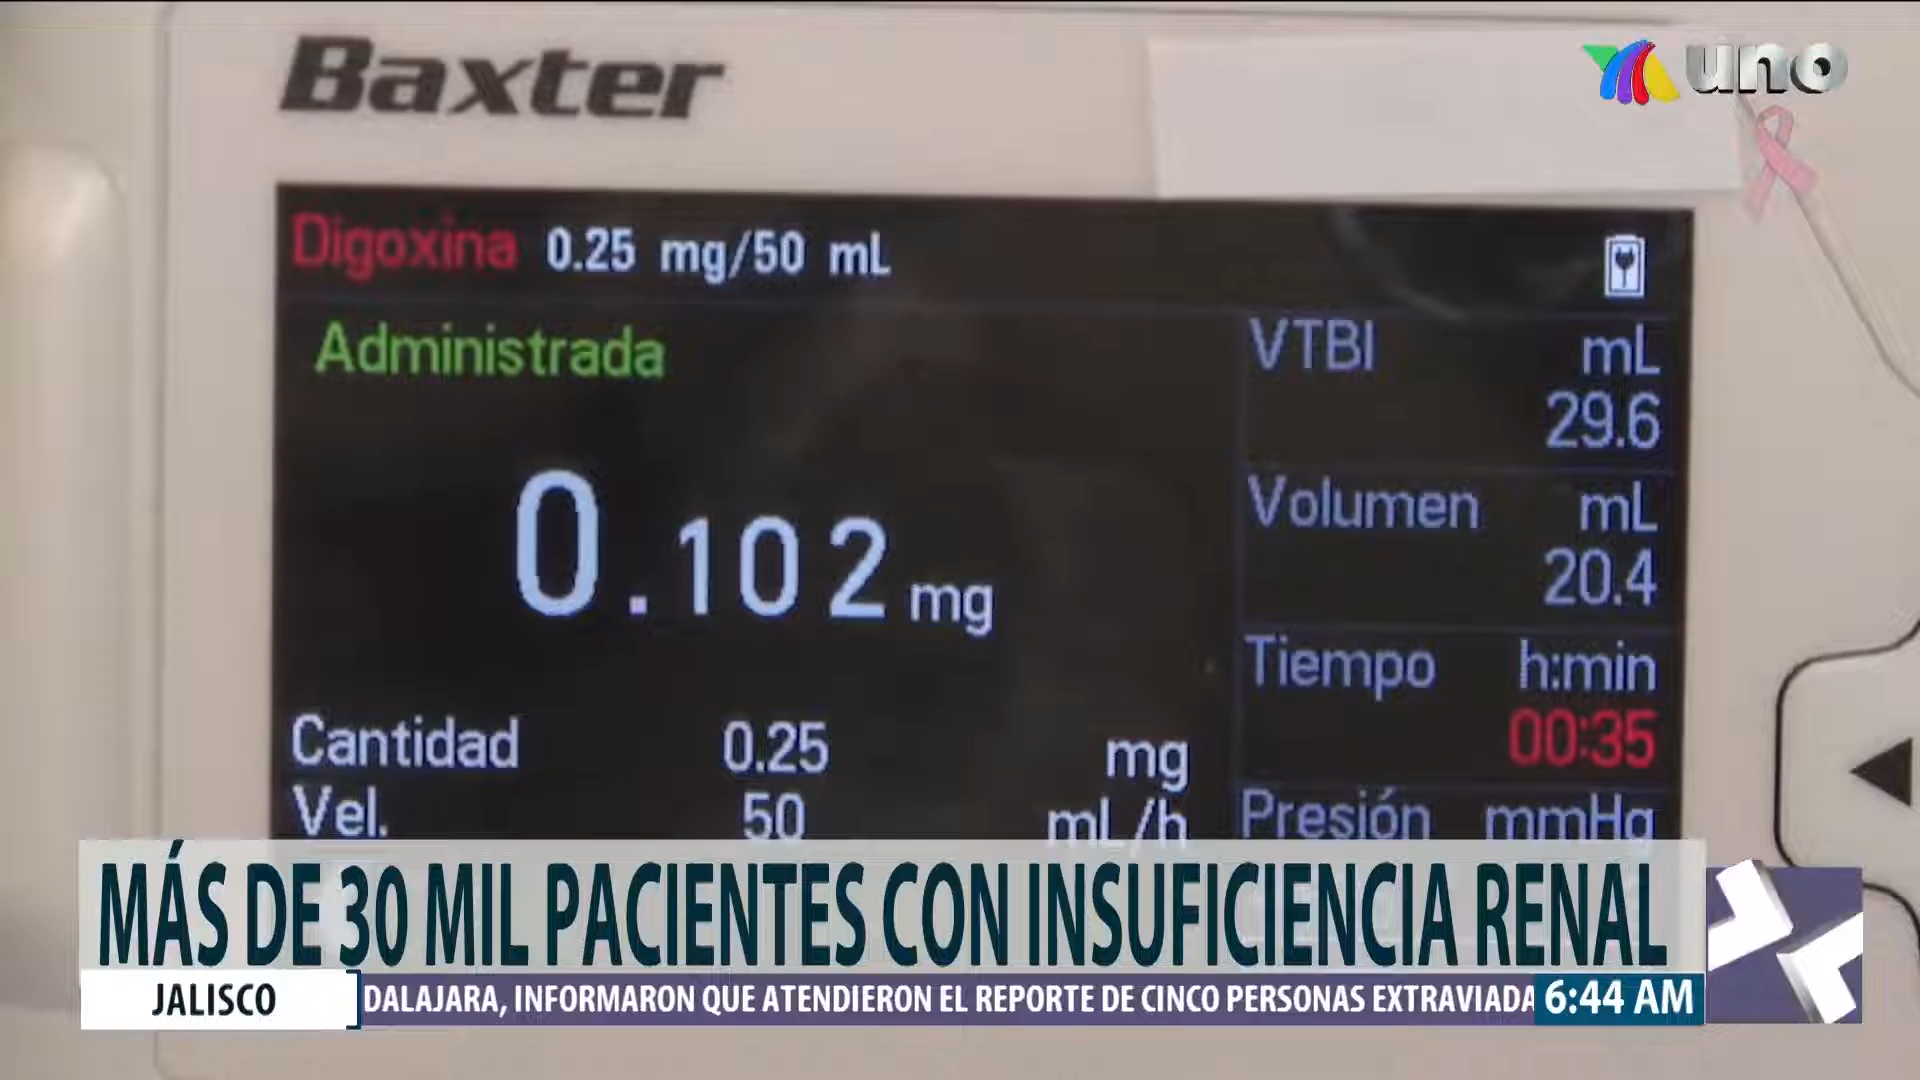 Baxter
uno
Digoxina 0.25 mg/50 mL
Administrada
0.102 mg
Cantidad 0.25 mg
Vel. 50 mL/h
VTBI mL
29.6
Volumen mL
20.4
Tiempo h:min
00:35
Presión mmHg
MÁS DE 30 MIL PACIENTES CON INSUFICIENCIA RENAL
JALISCO
DALAJARA, INFORMARON QUE ATENDIERON EL REPORTE DE CINCO PERSONAS EXTRAVIADA
6:44 AM